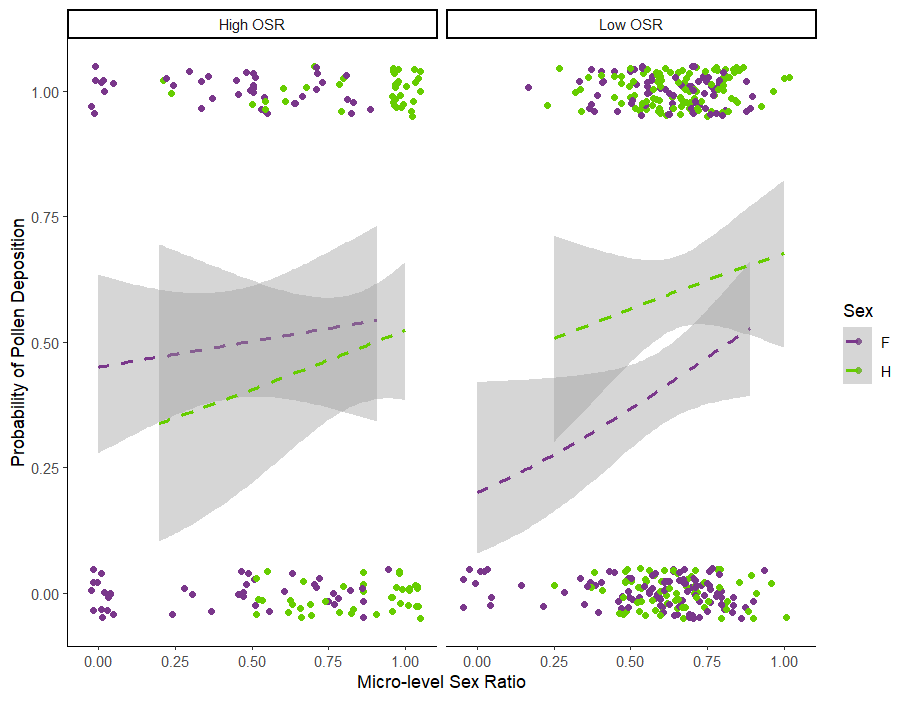 High OSR
Low OSR
Probability of Pollen Deposition
1.00
0.75
0.50
0.25
0.00
0.00 0.25 0.50 0.75 1.00
0.00 0.25 0.50 0.75 1.00
Micro-level Sex Ratio
Sex
F
H